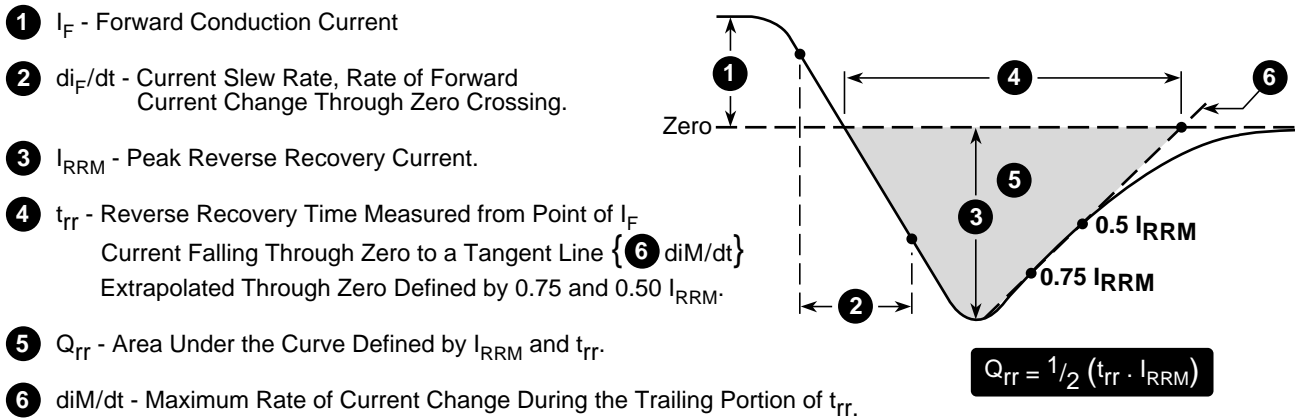 1 I_F - Forward Conduction Current
2 di_F/dt - Current Slew Rate, Rate of Forward
Current Change Through Zero Crossing.
3 I_RRM - Peak Reverse Recovery Current.
4 t_rr - Reverse Recovery Time Measured from Point of I_F
Current Falling Through Zero to a Tangent Line {6 diM/dt}
Extrapolated Through Zero Defined by 0.75 and 0.50 I_RRM.
5 Q_rr - Area Under the Curve Defined by I_RRM and t_rr.
6 diM/dt - Maximum Rate of Current Change During the Trailing Portion of t_rr.
1
4
6
Zero
5
3
0.5 I_RRM
0.75 I_RRM
2
Q_rr = 1/2 (t_rr . I_RRM)